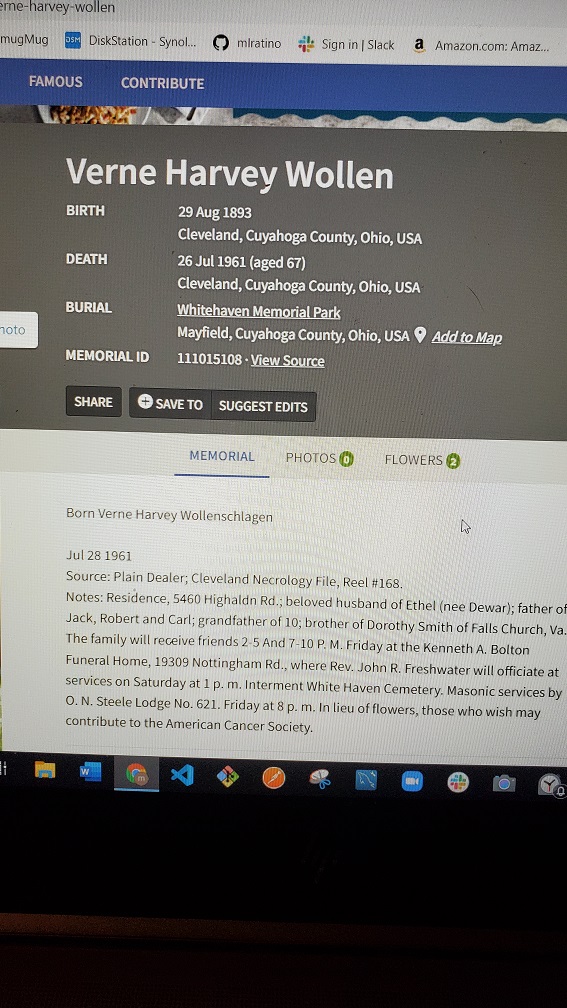 erne-harvey-wollen
mugMug DSM DiskStation - Synol... mlratino Sign in | Slack a Amazon.com: Amaz...
FAMOUS CONTRIBUTE
Verne Harvey Wollen
BIRTH 29 Aug 1893
Cleveland, Cuyahoga County, Ohio, USA
DEATH 26 Jul 1961 (aged 67)
Cleveland, Cuyahoga County, Ohio, USA
BURIAL Whitehaven Memorial Park
hoto Mayfield, Cuyahoga County, Ohio, USA Add to Map
MEMORIAL ID 111015108 · View Source
SHARE + SAVE TO SUGGEST EDITS
MEMORIAL PHOTOS 0 FLOWERS 2
Born Verne Harvey Wollenschlagen
Jul 28 1961
Source: Plain Dealer; Cleveland Necrology File, Reel #168.
Notes: Residence, 5460 Highaldn Rd.; beloved husband of Ethel (nee Dewar); father of
Jack, Robert and Carl; grandfather of 10; brother of Dorothy Smith of Falls Church, Va.
The family will receive friends 2-5 And 7-10 P. M. Friday at the Kenneth A. Bolton
Funeral Home, 19309 Nottingham Rd., where Rev. John R. Freshwater will officiate at
services on Saturday at 1 p. m. Interment White Haven Cemetery. Masonic services by
O. N. Steele Lodge No. 621. Friday at 8 p. m. In lieu of flowers, those who wish may
contribute to the American Cancer Society.